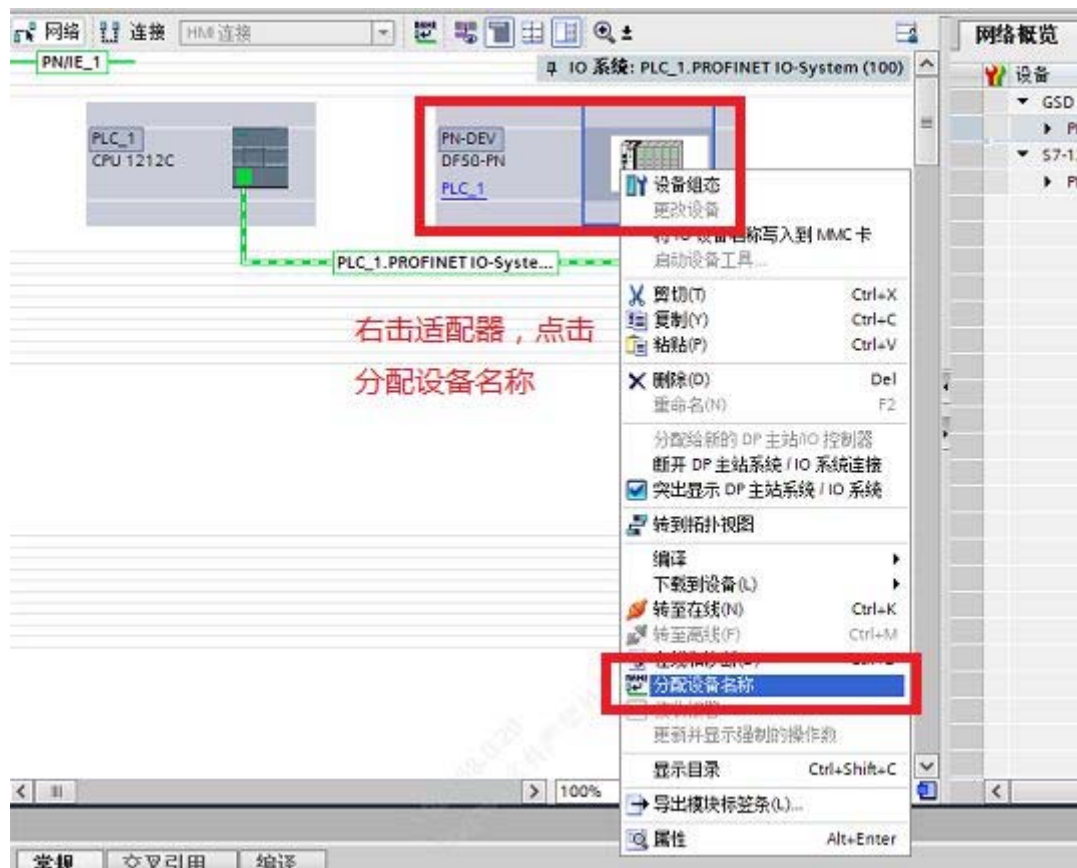 网络 连接 HMI 连接 网络概览
PN/IE_1
IO 系统: PLC_1.PROFINET IO-System (100)
设备
GSD
S7-1
PLC_1
CPU 1212C
PN-DEV
DF50-PN
PLC_1
PLC_1.PROFINET IO-Syste...
右击适配器，点击
分配设备名称
设备组态
更改设备
将 IO 设备名称写入到 MMC 卡
启动设备工具...
剪切(T) Ctrl+X
复制(Y) Ctrl+C
粘贴(P) Ctrl+V
删除(D) Del
重命名(N) F2
分配给新的 DP 主站/IO 控制器
断开 DP 主站系统 / IO 系统连接
突出显示 DP 主站系统 / IO 系统
转到拓扑视图
编译
下载到设备(L)
转至在线(N) Ctrl+K
转至离线(F) Ctrl+M
分配设备名称
更新并显示强制的操作数
显示目录 Ctrl+Shift+C
导出模块标签条(L)...
属性 Alt+Enter
100%
常规 交叉引用 编译